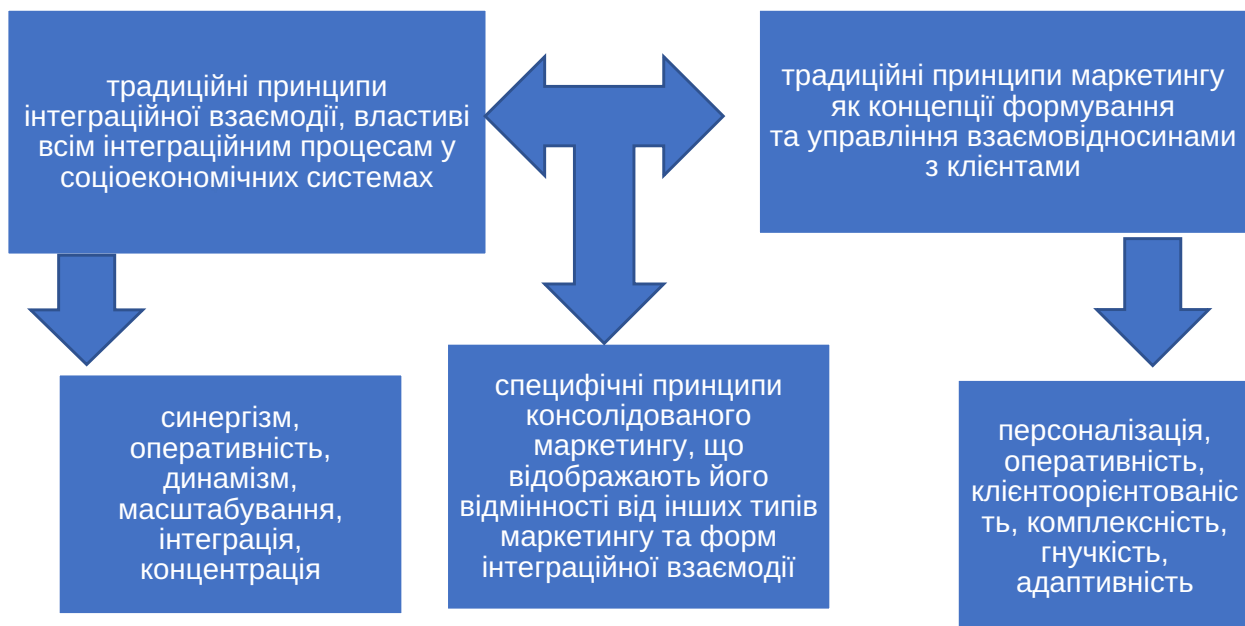 традиційні принципи
інтеграційної взаємодії, властиві
всім інтеграційним процесам у
соціоекономічних системах
традиційні принципи маркетингу
як концепції формування
та управління взаємовідносинами
з клієнтами
синергізм,
оперативність,
динамізм,
масштабування,
інтеграція,
концентрація
специфічні принципи
консолідованого
маркетингу, що
відображають його
відмінності від інших типів
маркетингу та форм
інтеграційної взаємодії
персоналізація,
оперативність,
клієнтоорієнтованіс
ть, комплексність,
гнучкість,
адаптивність